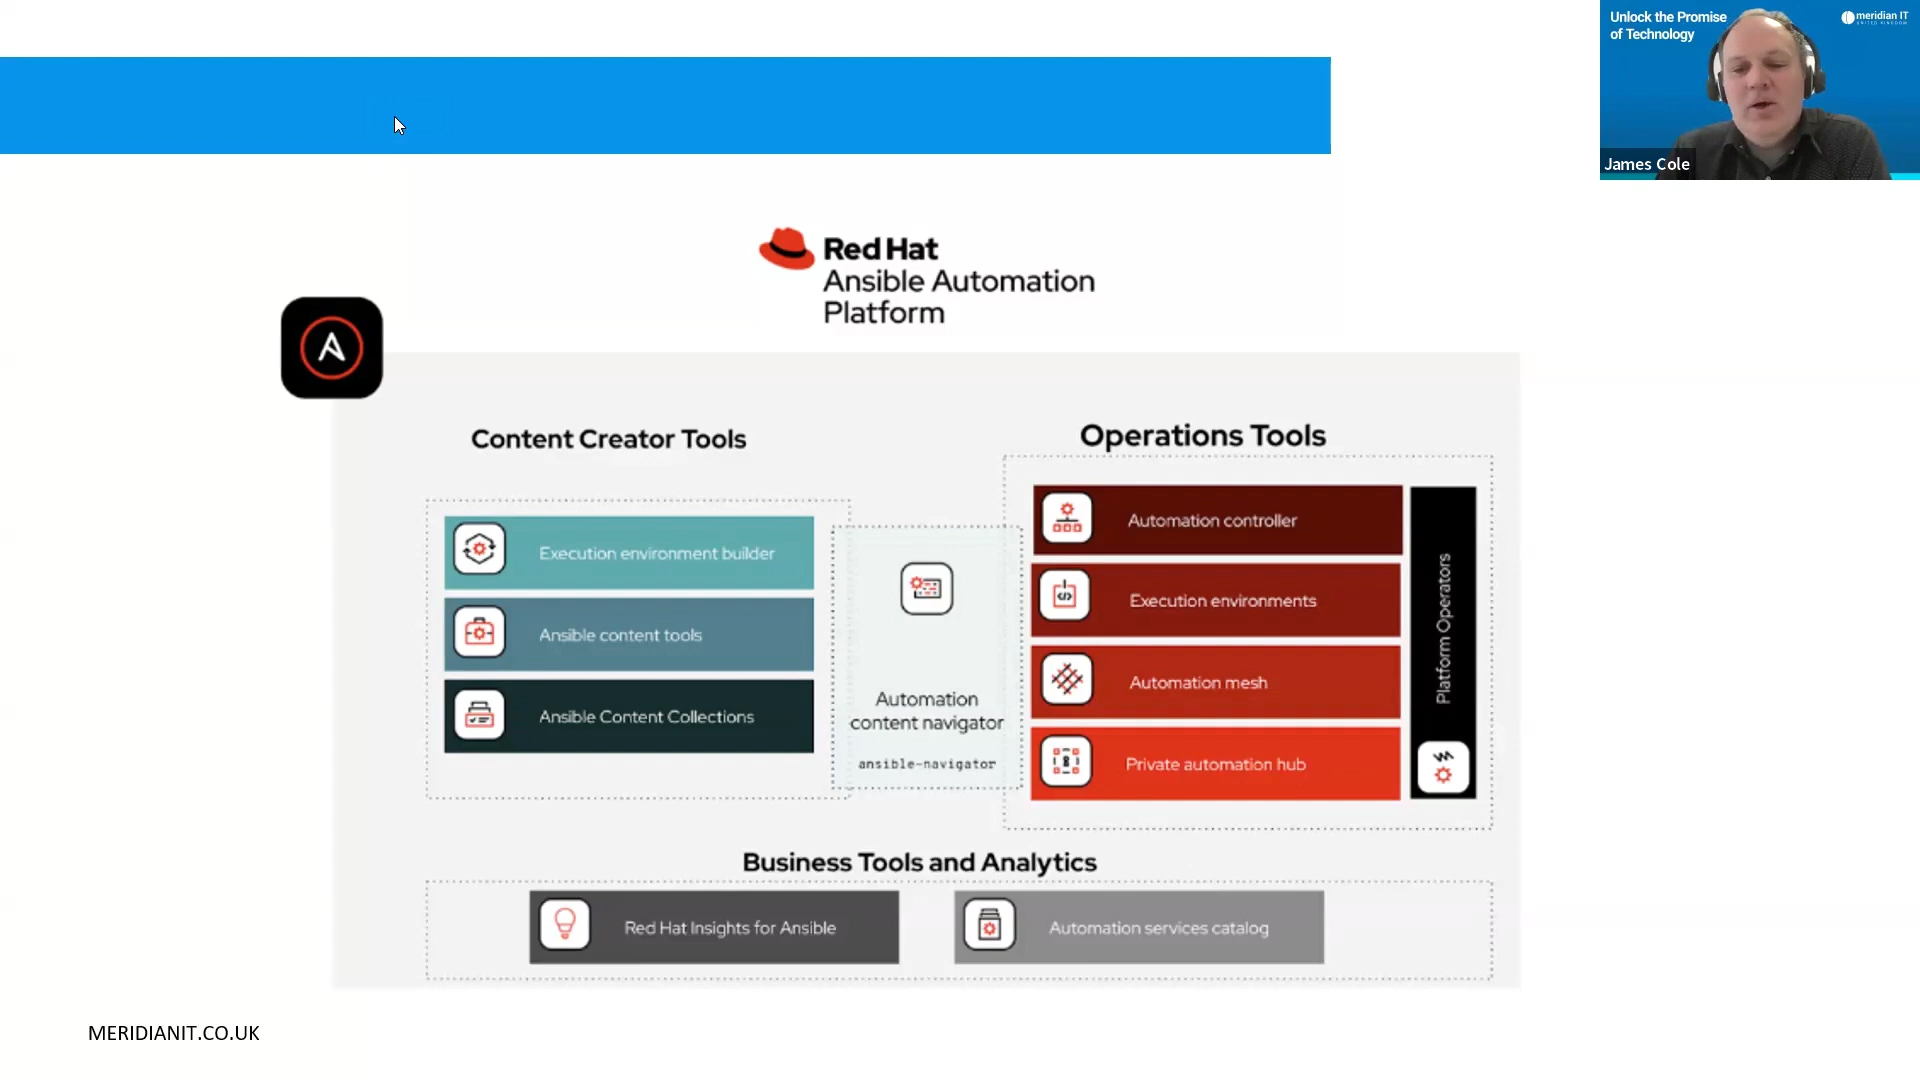 Unlock the Promise
of Technology
meridian IT
UNITED KINGDOM
James Cole
Red Hat
Ansible Automation
Platform
Content Creator Tools
Execution environment builder
Ansible content tools
Ansible Content Collections
Automation
content navigator
ansible-navigator
Operations Tools
Automation controller
Execution environments
Automation mesh
Private automation hub
Platform Operators
Business Tools and Analytics
Red Hat Insights for Ansible
Automation services catalog
MERIDIANIT.CO.UK